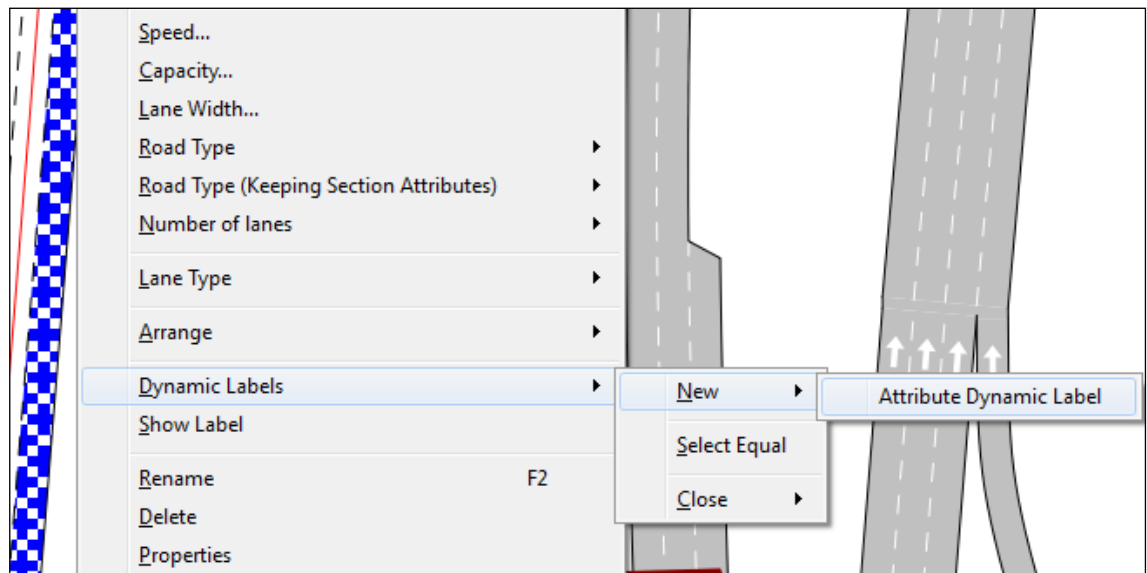 Speed...
Capacity...
Lane Width...
Road Type
Road Type (Keeping Section Attributes)
Number of lanes
Lane Type
Arrange
Dynamic Labels
New
Attribute Dynamic Label
Show Label
Select Equal
Rename F2
Close
Delete
Properties